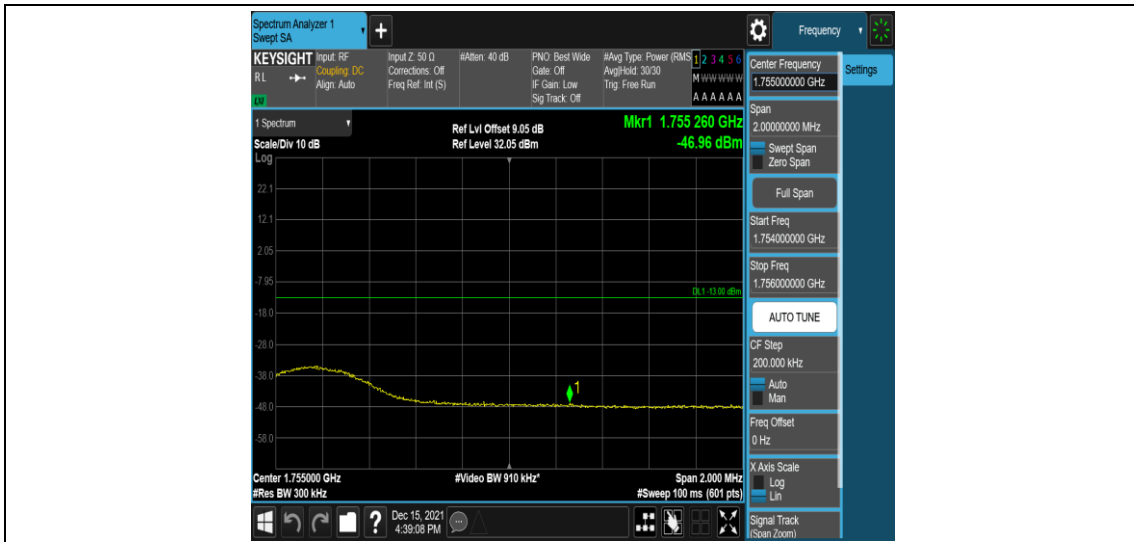 Spectrum Analyzer 1
Swept SA
+
Frequency
KEYSIGHT
RL
LXI
Input: RF
Coupling: DC
Align: Auto
Input Z: 50 Ω
Corrections: Off
Freq Ref: Int (S)
#Atten: 40 dB
PNO: Best Wide
Gate: Off
IF Gain: Low
Sig Track: Off
#Avg Type: Power (RMS
Avg|Hold: 30/30
Trig: Free Run
1 2 3 4 5 6
M W W W W W
A A A A A A
1 Spectrum
Scale/Div 10 dB
Ref Lvl Offset 9.05 dB
Ref Level 32.05 dBm
Mkr1 1.755 260 GHz
-46.96 dBm
Log
22.1
12.1
2.05
-7.95
DL1 -13.00 dBm
-18.0
-28.0
-38.0
1
-48.0
-58.0
Center 1.755000 GHz
#Res BW 300 kHz
#Video BW 910 kHz*
Span 2.000 MHz
#Sweep 100 ms (601 pts)
Center Frequency
1.755000000 GHz
Settings
Span
2.00000000 MHz
Swept Span
Zero Span
Full Span
Start Freq
1.754000000 GHz
Stop Freq
1.756000000 GHz
AUTO TUNE
CF Step
200.000 kHz
Auto
Man
Freq Offset
0 Hz
X Axis Scale
Log
Lin
Signal Track
(Span Zoom)
?
Dec 15, 2021
4:39:08 PM